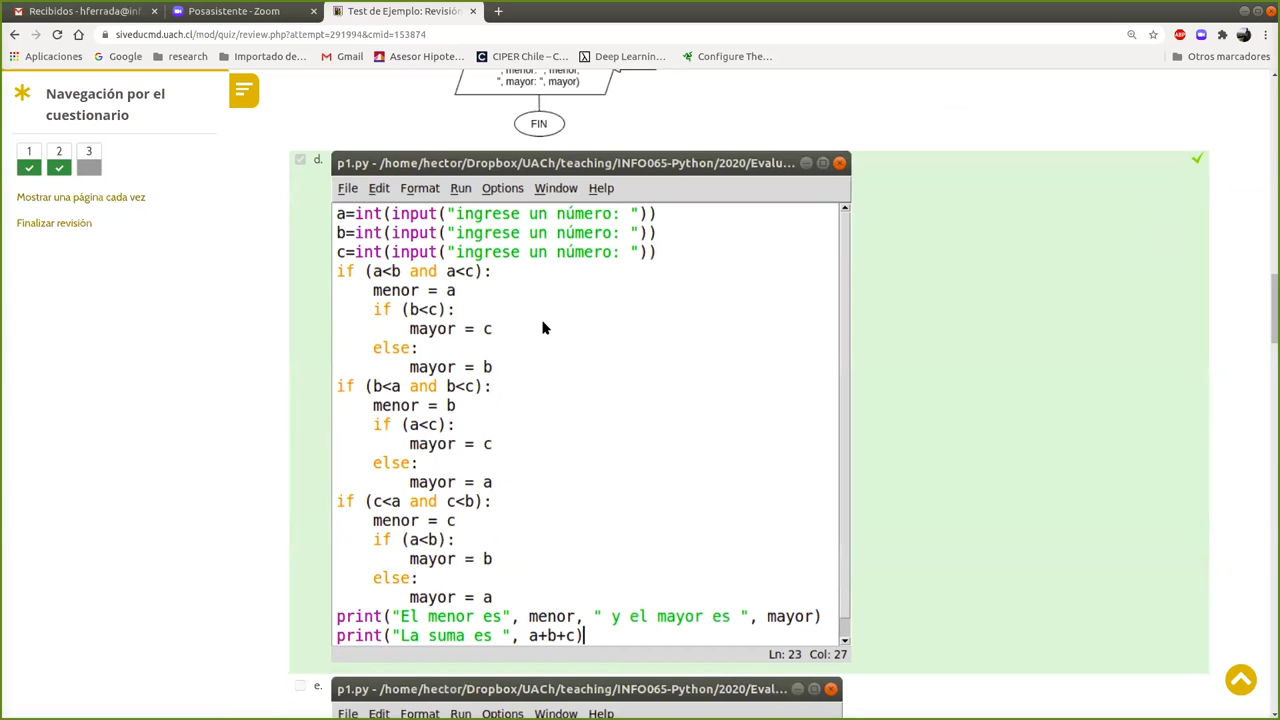 Recibidos - hferrada@inf
Posasistente - Zoom
Test de Ejemplo: Revisión
siveducmd.uach.cl/mod/quiz/review.php?attempt=291994&cmid=153874
Aplicaciones
Google
research
Importado de...
Gmail
Asesor Hipote...
CIPER Chile – C...
Deep Learnin...
Configure The...
Otros marcadores
Navegación por el
cuestionario
1 2 3
Mostrar una página cada vez
Finalizar revisión
", menor: ", menor,
", mayor: ", mayor)
FIN
d.
p1.py - /home/hector/Dropbox/UACh/teaching/INFO065-Python/2020/Evalu...
File Edit Format Run Options Window Help
a=int(input("ingrese un número: "))
b=int(input("ingrese un número: "))
c=int(input("ingrese un número: "))
if (a<b and a<c):
    menor = a
    if (b<c):
        mayor = c
    else:
        mayor = b
if (b<a and b<c):
    menor = b
    if (a<c):
        mayor = c
    else:
        mayor = a
if (c<a and c<b):
    menor = c
    if (a<b):
        mayor = b
    else:
        mayor = a
print("El menor es", menor, " y el mayor es ", mayor)
print("La suma es ", a+b+c)
Ln: 23 Col: 27
e.
p1.py - /home/hector/Dropbox/UACh/teaching/INFO065-Python/2020/Eval...
File Edit Format Run Options Window Help